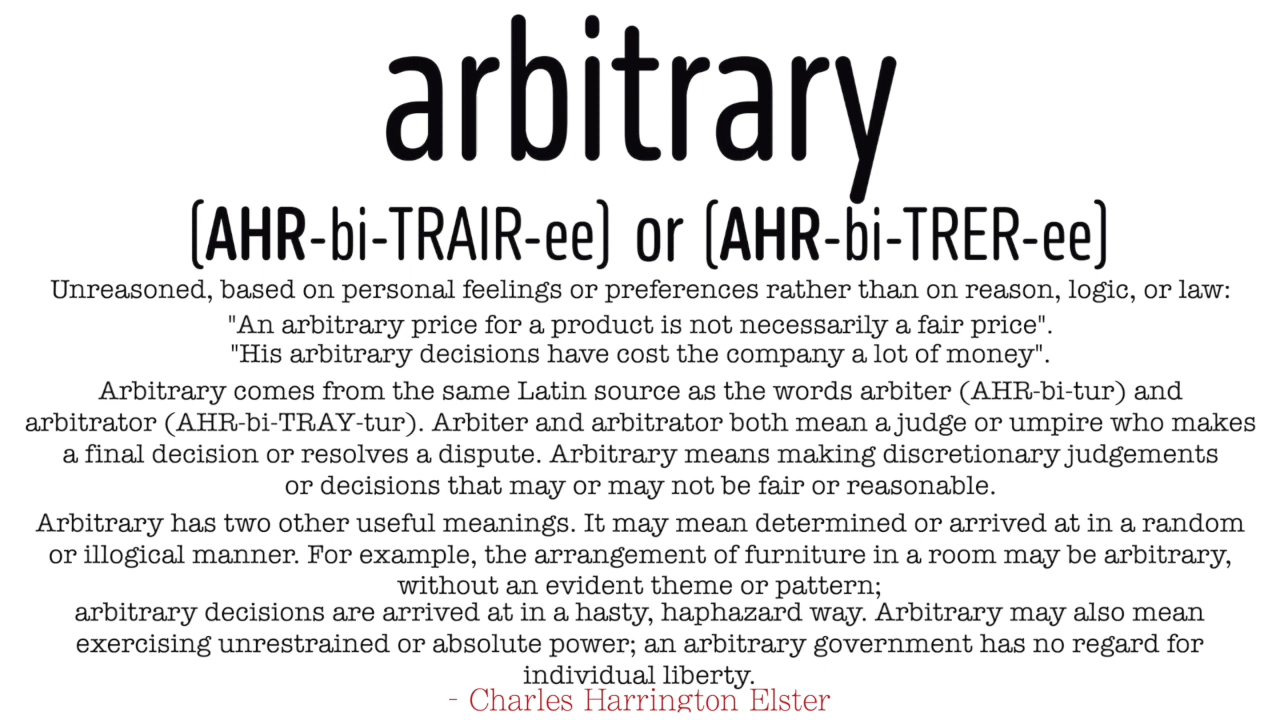 arbitrary
(AHR-bi-TRAIR-ee) or (AHR-bi-TRER-ee)
Unreasoned, based on personal feelings or preferences rather than on reason, logic, or law:
"An arbitrary price for a product is not necessarily a fair price".
"His arbitrary decisions have cost the company a lot of money".
Arbitrary comes from the same Latin source as the words arbiter (AHR-bi-tur) and
arbitrator (AHR-bi-TRAY-tur). Arbiter and arbitrator both mean a judge or umpire who makes
a final decision or resolves a dispute. Arbitrary means making discretionary judgements
or decisions that may or may not be fair or reasonable.
Arbitrary has two other useful meanings. It may mean determined or arrived at in a random
or illogical manner. For example, the arrangement of furniture in a room may be arbitrary,
without an evident theme or pattern;
arbitrary decisions are arrived at in a hasty, haphazard way. Arbitrary may also mean
exercising unrestrained or absolute power; an arbitrary government has no regard for
individual liberty.
- Charles Harrington Elster